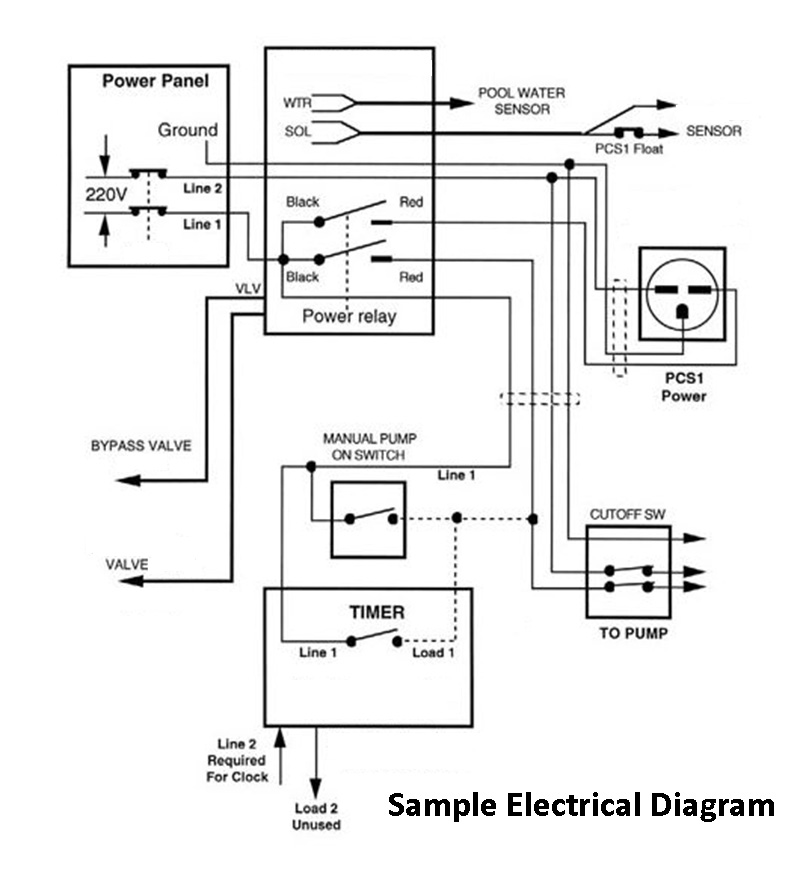 Power Panel
Ground
220V
Line 2
Line 1
WTR
SOL
POOL WATER
SENSOR
SENSOR
PCS1 Float
Black
Red
Black
Red
Power relay
VLV
PCS1
Power
BYPASS VALVE
MANUAL PUMP
ON SWITCH
Line 1
CUTOFF SW
VALVE
TO PUMP
TIMER
Line 1
Load 1
Line 2
Required
For Clock
Load 2
Unused
Sample Electrical Diagram